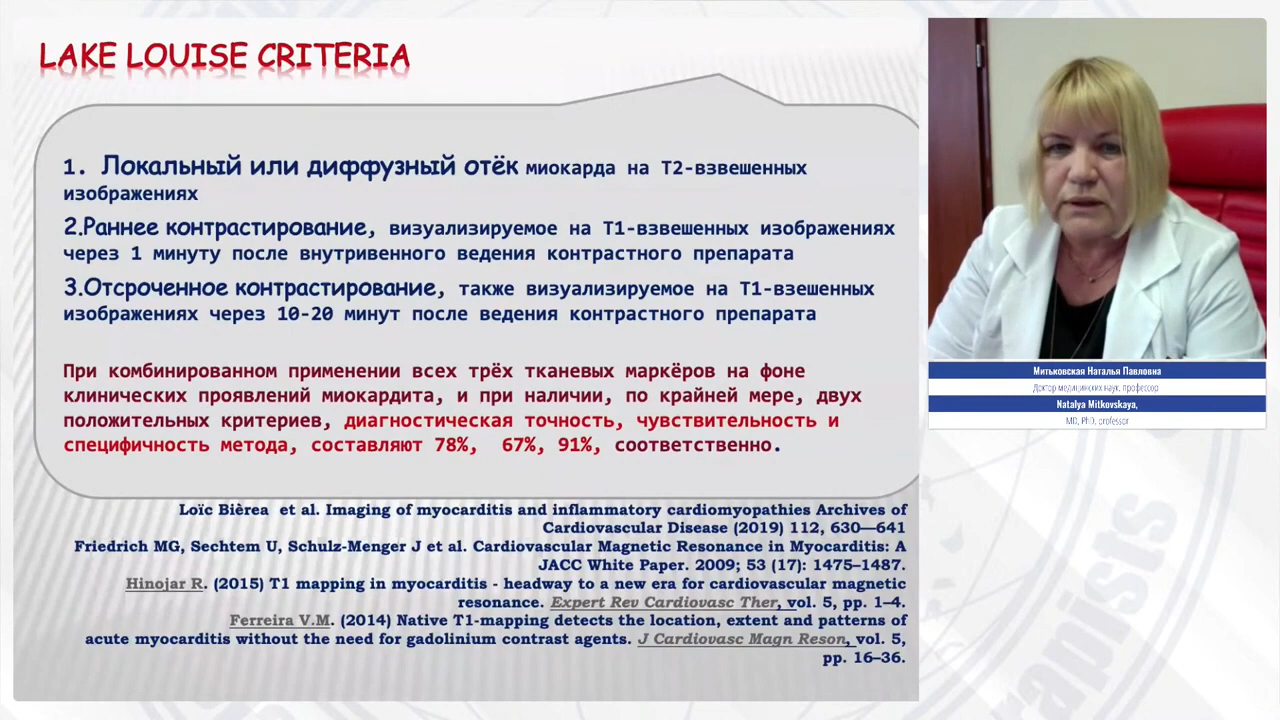 LAKE LOUISE CRITERIA
1. Локальный или диффузный отёк миокарда на Т2-взвешенных
изображениях
2.Раннее контрастирование, визуализируемое на Т1-взвешенных изображениях
через 1 минуту после внутривенного ведения контрастного препарата
3.Отсроченное контрастирование, также визуализируемое на Т1-взешенных
изображениях через 10-20 минут после ведения контрастного препарата
При комбинированном применении всех трёх тканевых маркёров на фоне
клинических проявлений миокардита, и при наличии, по крайней мере, двух
положительных критериев, диагностическая точность, чувствительность и
специфичность метода, составляют 78%, 67%, 91%, соответственно.
Loïc Bièrea et al. Imaging of myocarditis and inflammatory cardiomyopathies Archives of
Cardiovascular Disease (2019) 112, 630—641
Friedrich MG, Sechtem U, Schulz-Menger J et al. Cardiovascular Magnetic Resonance in Myocarditis: A
JACC White Paper. 2009; 53 (17): 1475–1487.
Hinojar R. (2015) T1 mapping in myocarditis - headway to a new era for cardiovascular magnetic
resonance. Expert Rev Cardiovasc Ther, vol. 5, pp. 1–4.
Ferreira V.M. (2014) Native T1-mapping detects the location, extent and patterns of
acute myocarditis without the need for gadolinium contrast agents. J Cardiovasc Magn Reson, vol. 5,
pp. 16–36.
Митьковская Наталья Павловна
Доктор медицинских наук, профессор
Natalya Mitkovskaya,
MD, PhD, professor